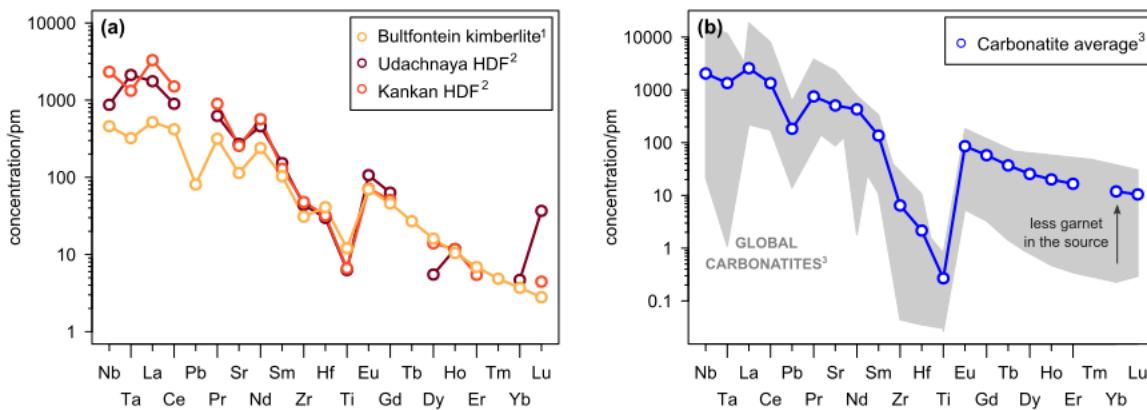 (a)
Bultfontein kimberlite¹
Udachnaya HDF²
Kankan HDF²
concentration/pm
10000
1000
100
10
1
Nb La Pb Sr Sm Hf Eu Tb Ho Tm Lu
Ta Ce Pr Nd Zr Ti Gd Dy Er Yb
(b)
Carbonatite average³
concentration/pm
10000
1000
100
10
1
0.1
GLOBAL
CARBONATITES³
less garnet
in the source
Nb La Pb Sr Sm Hf Eu Tb Ho Tm Lu
Ta Ce Pr Nd Zr Ti Gd Dy Er Yb